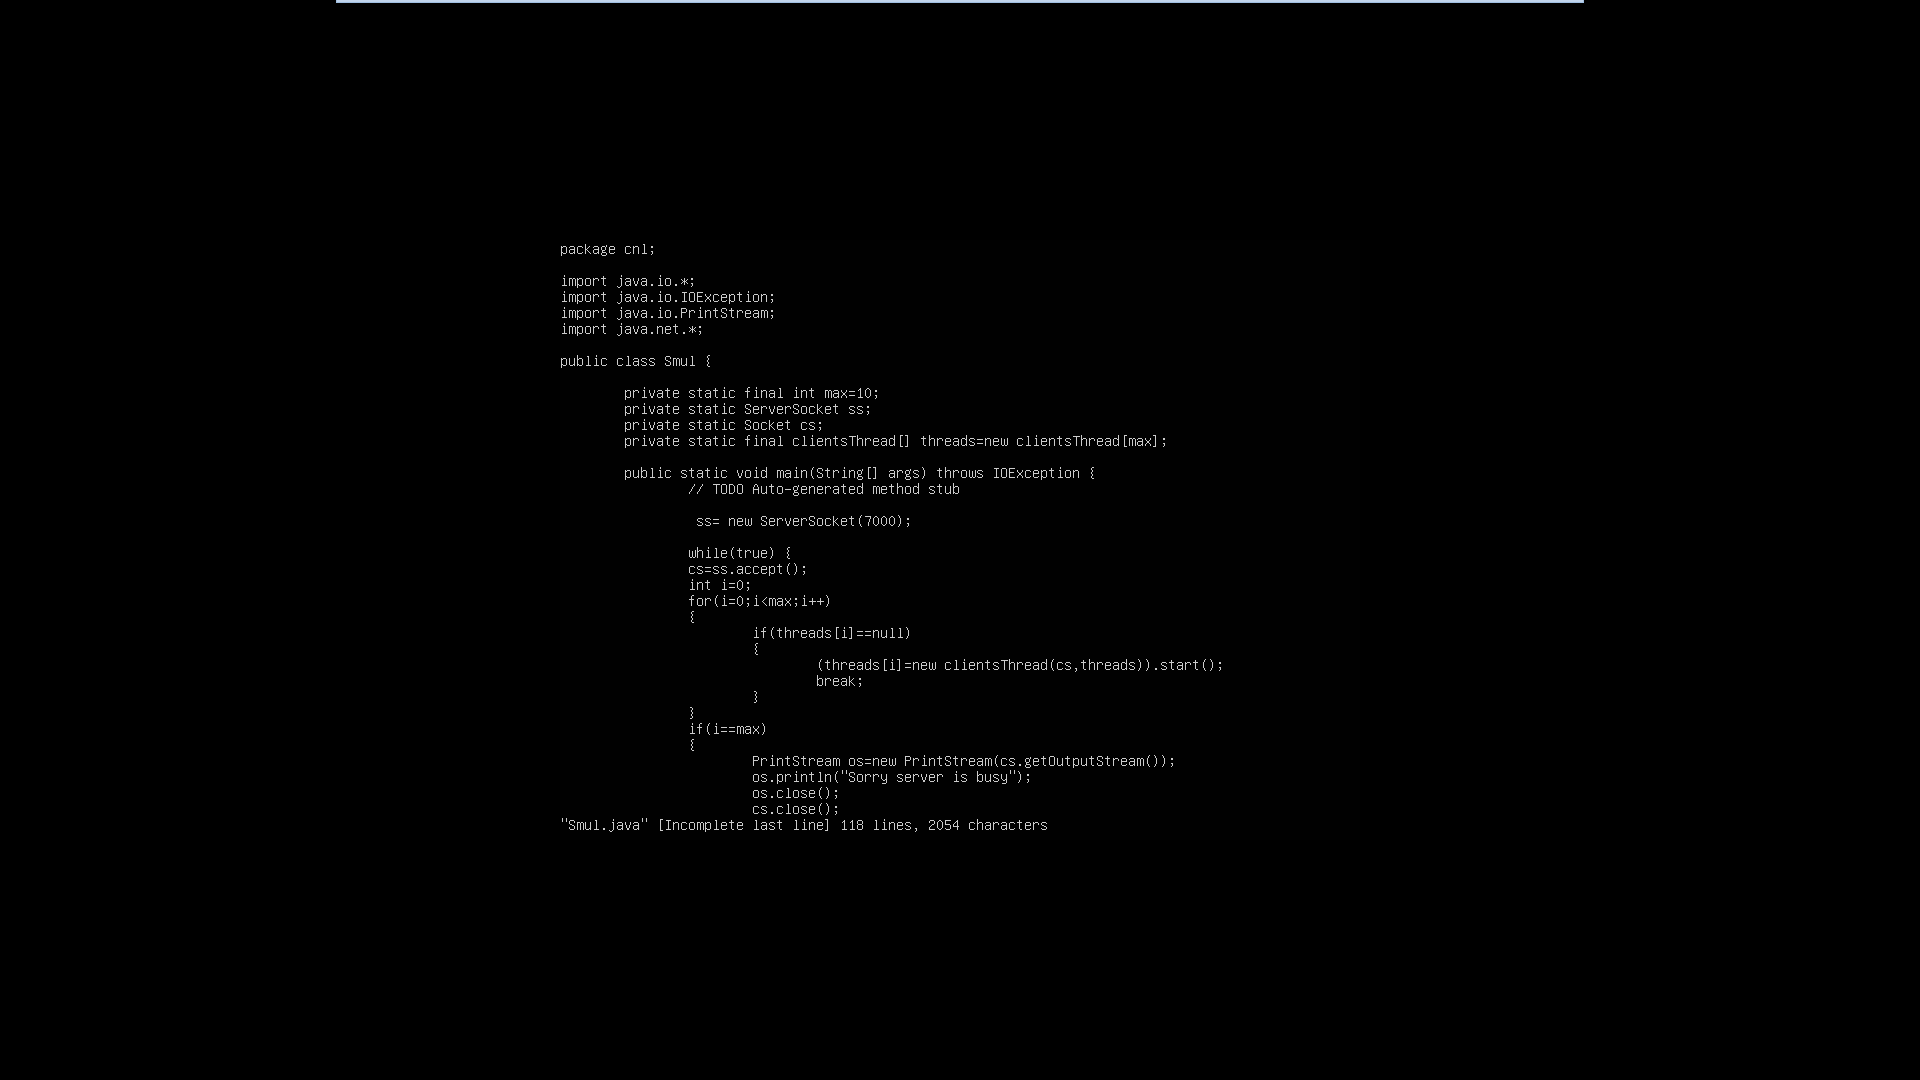 package cnl;
import java.io.*;
import java.io.IOException;
import java.io.PrintStream;
import java.net.*;
public class Smul {
private static final int max=10;
private static ServerSocket ss;
private static Socket cs;
private static final clientsThread[] threads=new clientsThread[max];
public static void main(String[] args) throws IOException {
// TODO Auto-generated method stub
ss= new ServerSocket(7000);
while(true) {
cs=ss.accept();
int i=0;
for(i=0;i<max;i++)
{
if(threads[i]==null)
{
(threads[i]=new clientsThread(cs,threads)).start();
break;
}
}
if(i==max)
{
PrintStream os=new PrintStream(cs.getOutputStream());
os.println("Sorry server is busy");
os.close();
cs.close();
"Smul.java" [Incomplete last line] 118 lines, 2054 characters